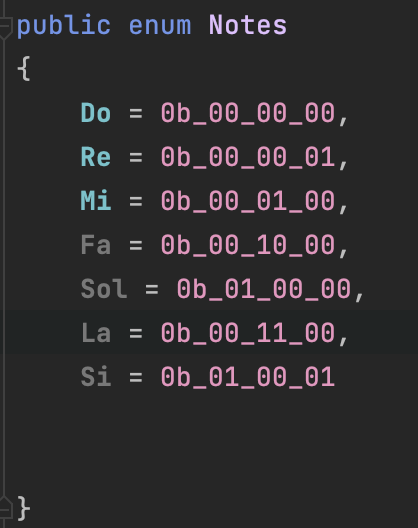 public enum Notes
{
Do = 0b_00_00_00,
Re = 0b_00_00_01,
Mi = 0b_00_01_00,
Fa = 0b_00_10_00,
Sol = 0b_01_00_00,
La = 0b_00_11_00,
Si = 0b_01_00_01
}